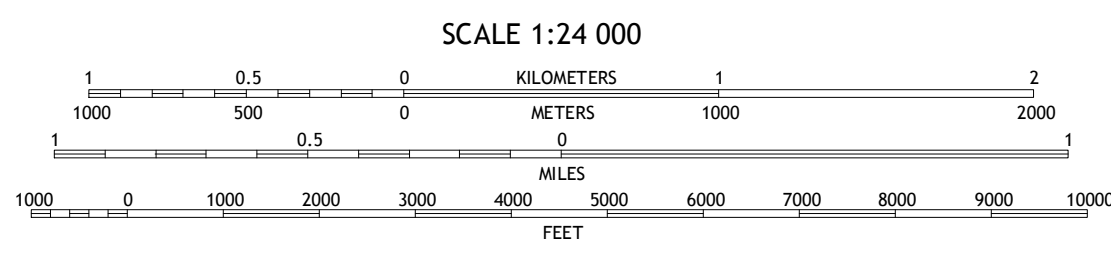 SCALE 1:24 000
1 0.5 0 KILOMETERS 1 2
1000 500 0 METERS 1000 2000
1 0.5 0 1
MILES
1000 0 1000 2000 3000 4000 5000 6000 7000 8000 9000 10000
FEET